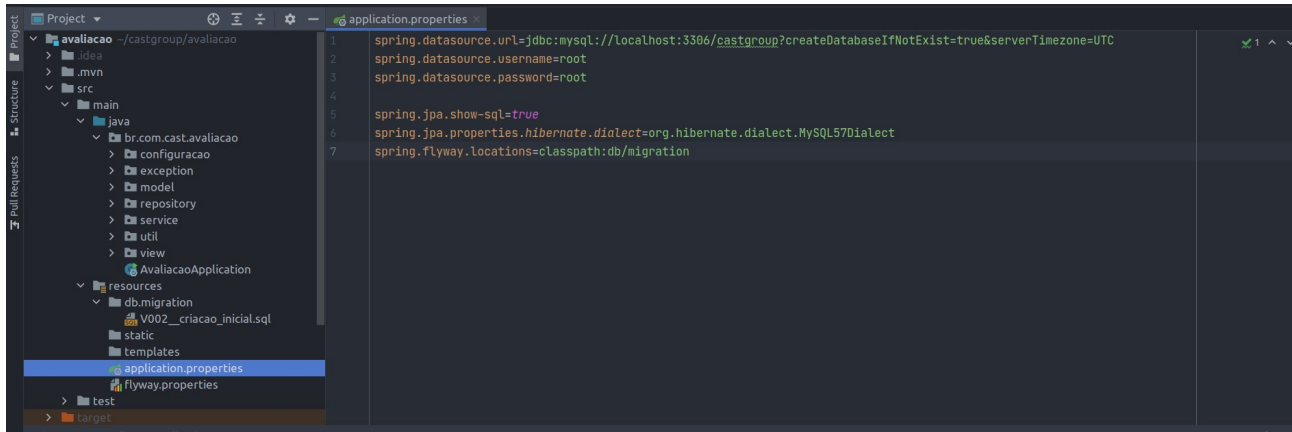 Project
avaliacao ~/castgroup/avaliacao
.idea
.mvn
src
main
java
br.com.cast.avaliacao
configuracao
exception
model
repository
service
util
view
AvaliacaoApplication
resources
db.migration
V002__criacao_inicial.sql
static
templates
application.properties
flyway.properties
test
target
Project
Structure
Pull Requests
application.properties
1 spring.datasource.url=jdbc:mysql://localhost:3306/castgroup?createDatabaseIfNotExist=true&serverTimezone=UTC
2 spring.datasource.username=root
3 spring.datasource.password=root
4
5 spring.jpa.show-sql=true
6 spring.jpa.properties.hibernate.dialect=org.hibernate.dialect.MySQL57Dialect
7 spring.flyway.locations=classpath:db/migration
1